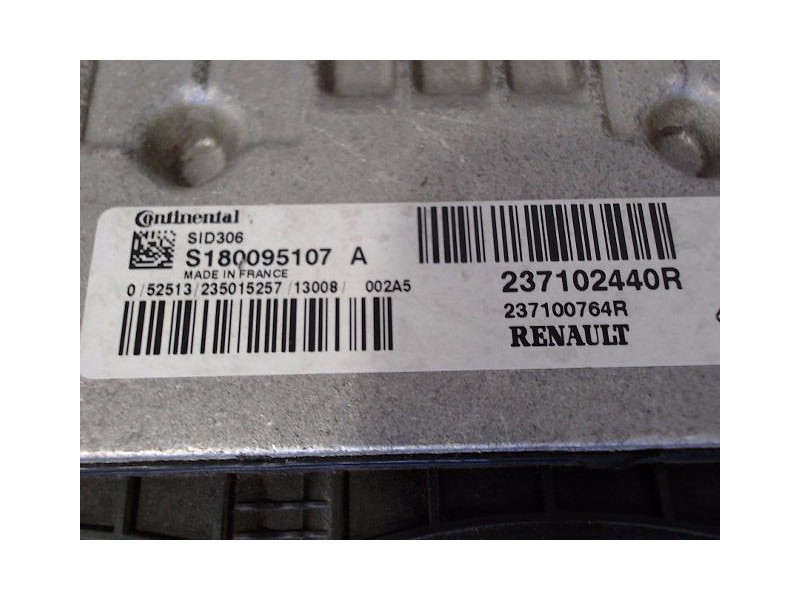 Continental
SID306
S180095107 A
MADE IN FRANCE
0/52513/235015257/13008/ 002A5
237102440R
237100764R
RENAULT